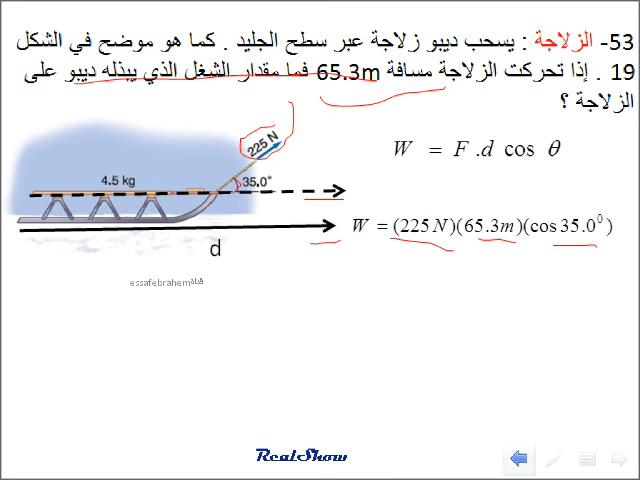 53- الزلاجة : يسحب ديبو زلاجة عبر سطح الجليد . كما هو موضح في الشكل
19 . إذا تحركت الزلاجة مسافة 65.3m فما مقدار الشغل الذي يبذله ديبو على
الزلاجة ؟
225 N
4.5 kg
35.0°
W = F .d cos θ
W = (225 N)(65.3m)(cos 35.0⁰)
d
essafebrahemقناة
RealShow